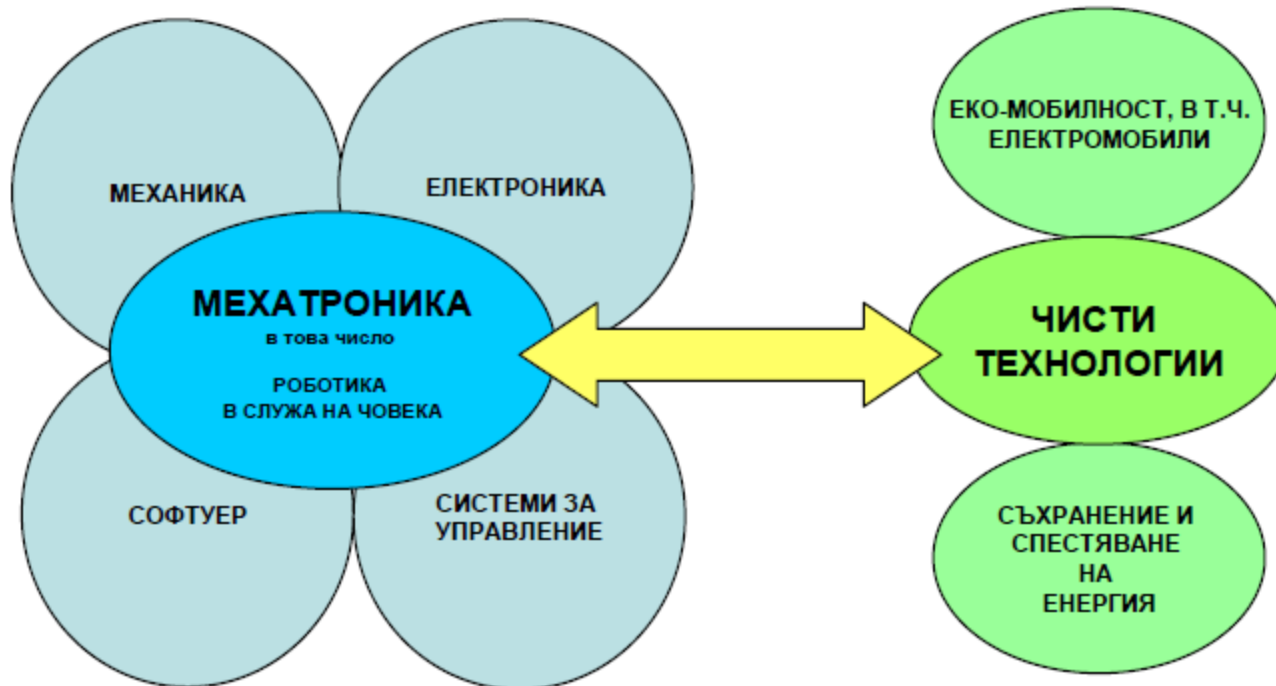 МЕХАНИКА
ЕЛЕКТРОНИКА
МЕХАТРОНИКА
в това число
РОБОТИКА
В СЛУЖА НА ЧОВЕКА
СОФТУЕР
СИСТЕМИ ЗА
УПРАВЛЕНИЕ
ЕКО-МОБИЛНОСТ, В Т.Ч.
ЕЛЕКТРОМОБИЛИ
ЧИСТИ
ТЕХНОЛОГИИ
СЪХРАНЕНИЕ И
СПЕСТЯВАНЕ
НА
ЕНЕРГИЯ